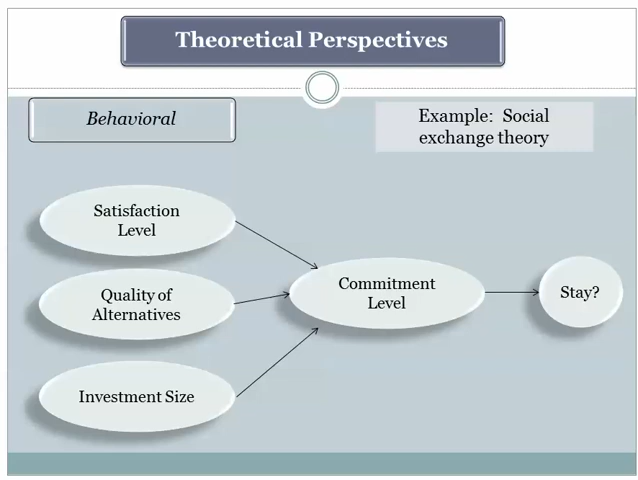 Theoretical Perspectives
Behavioral
Example:  Social
exchange theory
Satisfaction
Level
Quality of
Alternatives
Investment Size
Commitment
Level
Stay?